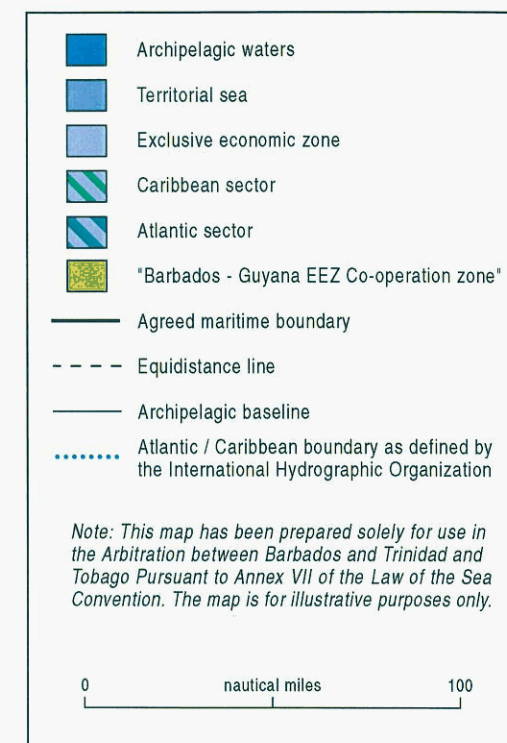 Archipelagic waters
Territorial sea
Exclusive economic zone
Caribbean sector
Atlantic sector
"Barbados - Guyana EEZ Co-operation zone"
Agreed maritime boundary
Equidistance line
Archipelagic baseline
Atlantic / Caribbean boundary as defined by
the International Hydrographic Organization
Note: This map has been prepared solely for use in
the Arbitration between Barbados and Trinidad and
Tobago Pursuant to Annex VII of the Law of the Sea
Convention. The map is for illustrative purposes only.
0 nautical miles 100